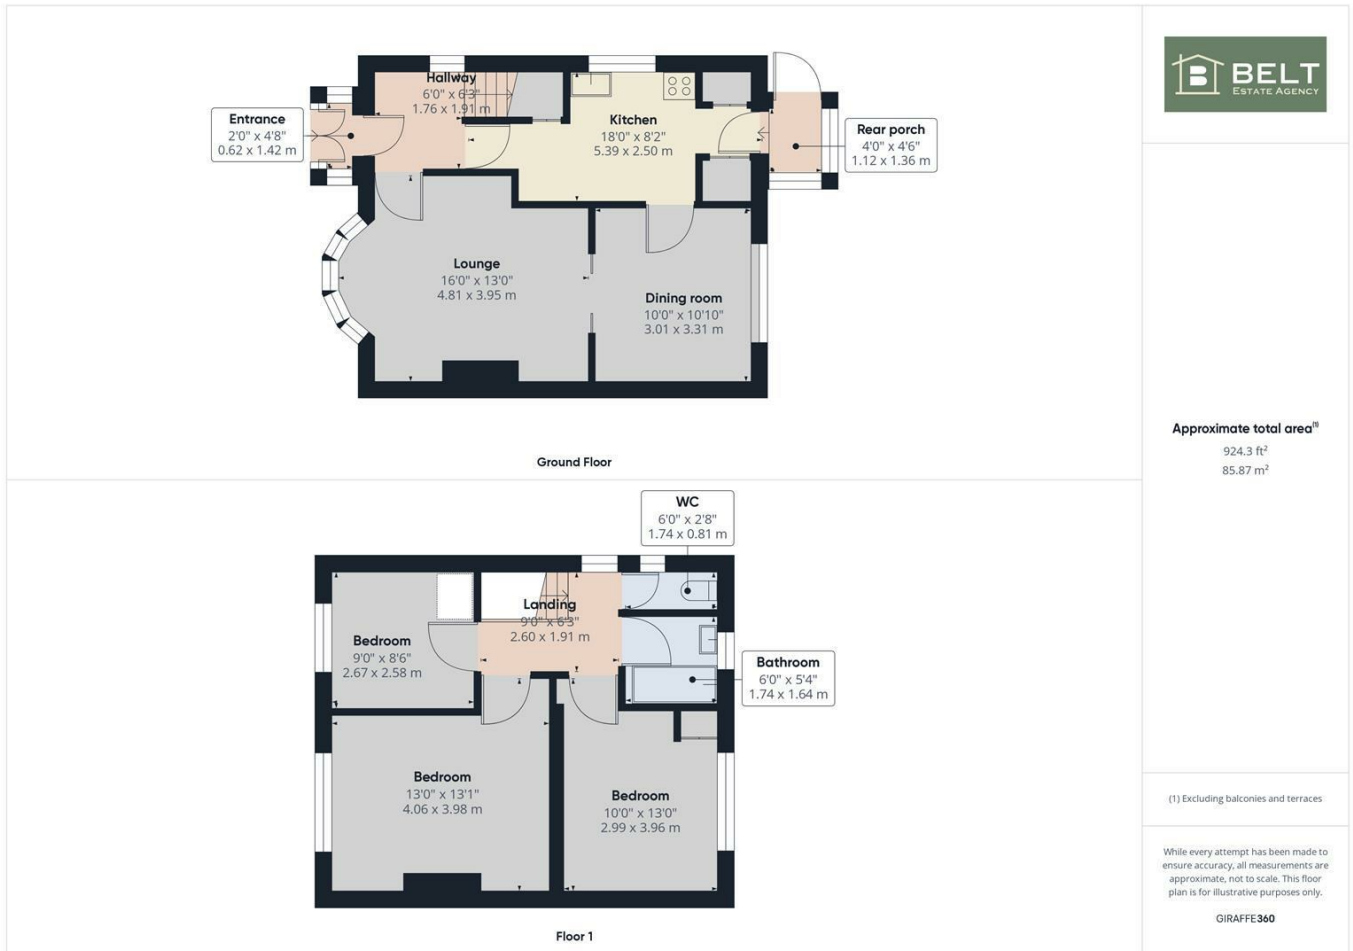 Hallway
6'0" x 6'3"
1.76 x 1.91 m
Entrance
2'0" x 4'8"
0.62 x 1.42 m
Kitchen
18'0" x 8'2"
5.39 x 2.50 m
Rear porch
4'0" x 4'6"
1.12 x 1.36 m
Lounge
16'0" x 13'0"
4.81 x 3.95 m
Dining room
10'0" x 10'10"
3.01 x 3.31 m
Ground Floor
WC
6'0" x 2'8"
1.74 x 0.81 m
Landing
9'0" x 6'3"
2.60 x 1.91 m
Bedroom
9'0" x 8'6"
2.67 x 2.58 m
Bathroom
6'0" x 5'4"
1.74 x 1.64 m
Bedroom
13'0" x 13'1"
4.06 x 3.98 m
Bedroom
10'0" x 13'0"
2.99 x 3.96 m
Floor 1
B BELT
ESTATE AGENCY
Approximate total area⁽¹⁾
924.3 ft²
85.87 m²
(1) Excluding balconies and terraces
While every attempt has been made to
ensure accuracy, all measurements are
approximate, not to scale. This floor
plan is for illustrative purposes only.
GIRAFFE360